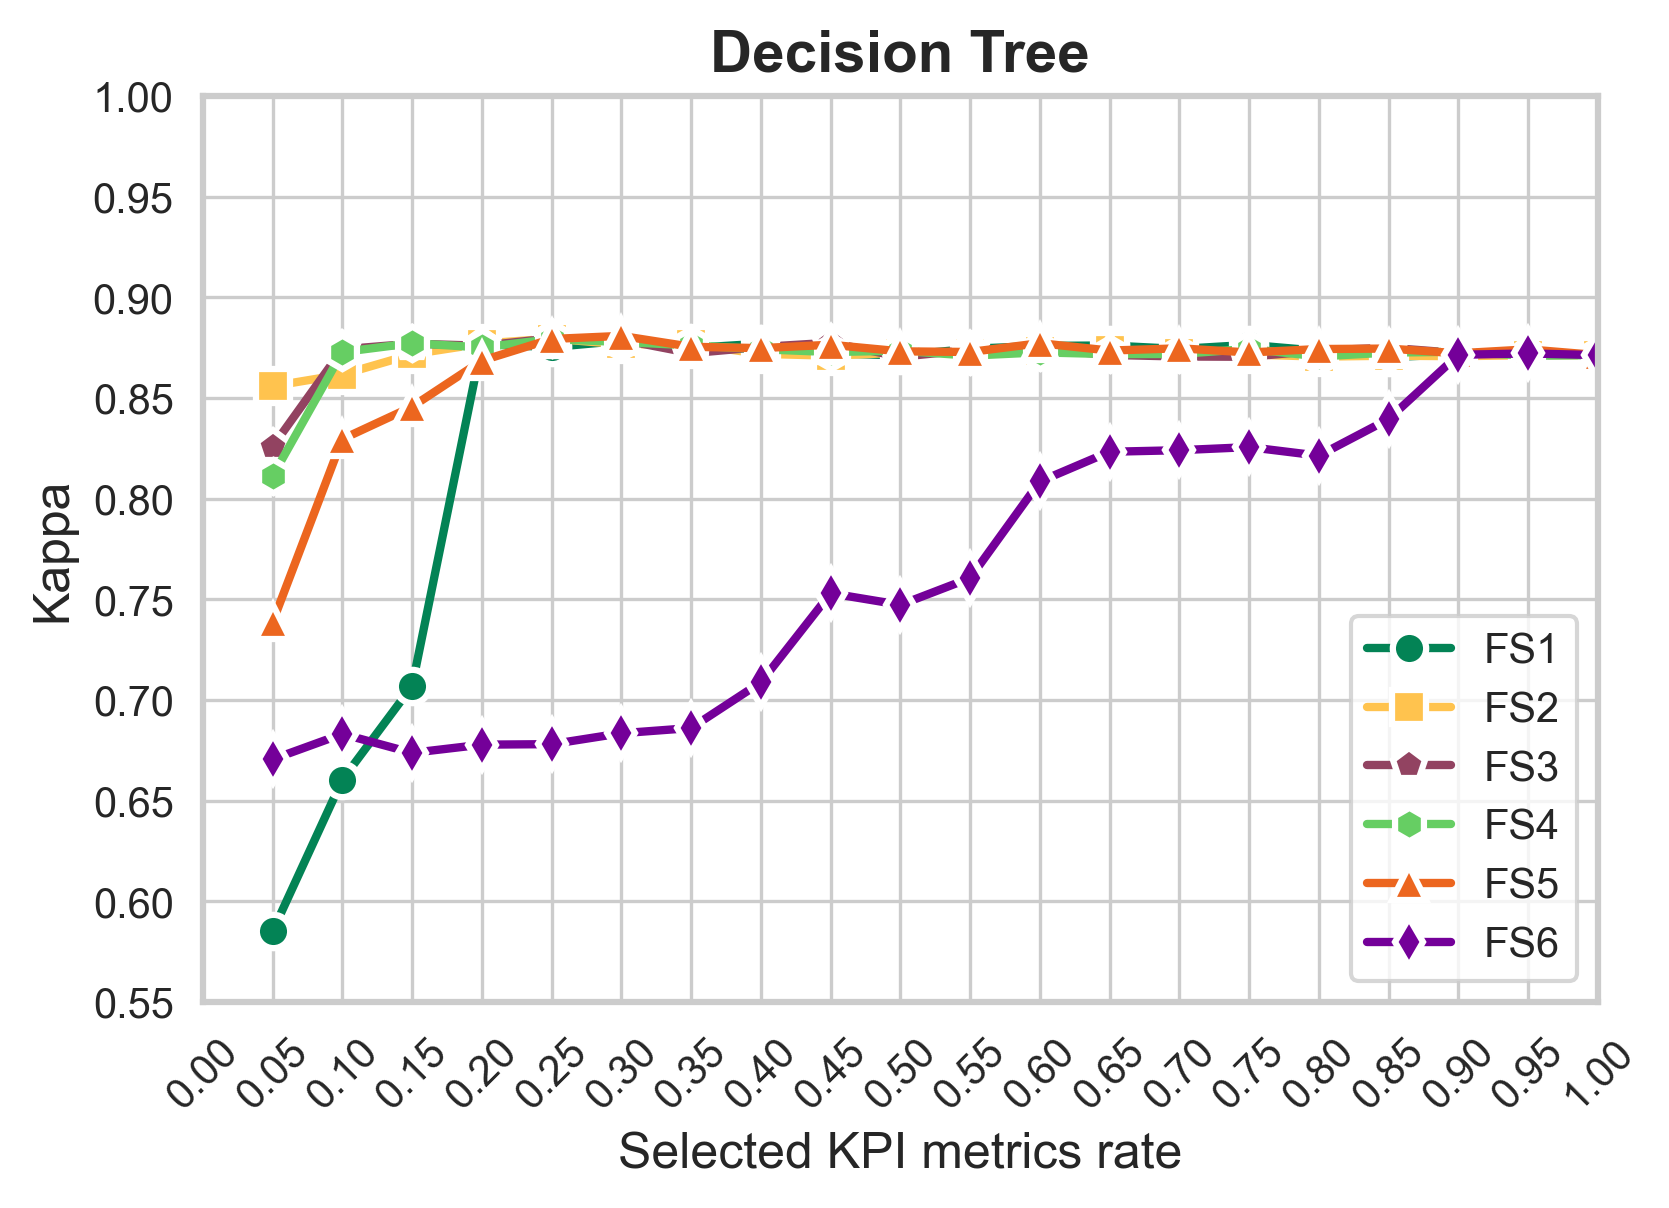 Decision Tree
1.00
0.95
0.90
0.85
0.80
0.75
0.70
0.65
0.60
0.55
Kappa
FS1
FS2
FS3
FS4
FS5
FS6
0.00 0.05 0.10 0.15 0.20 0.25 0.30 0.35 0.40 0.45 0.50 0.55 0.60 0.65 0.70 0.75 0.80 0.85 0.90 0.95 1.00
Selected KPI metrics rate